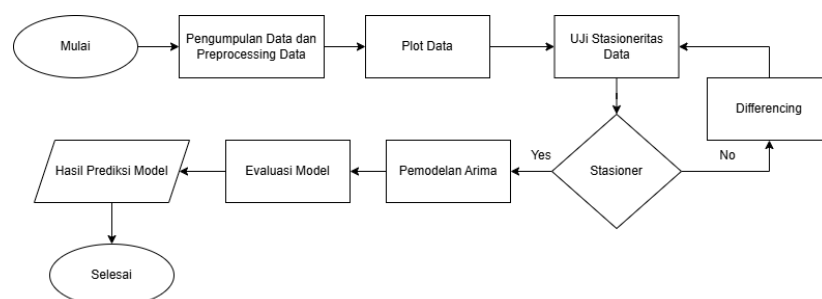 Mulai
Pengumpulan Data dan
Preprocessing Data
Plot Data
UJi Stasioneritas
Data
Differencing
Stasioner
No
Yes
Pemodelan Arima
Evaluasi Model
Hasil Prediksi Model
Selesai